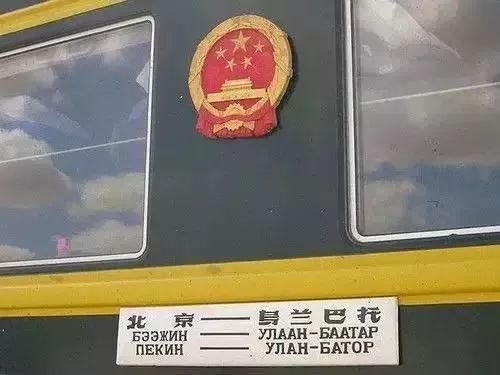 北京——乌兰巴托
БЭЭЖИН — УЛААН-БААТАР
ПЕКИН — УЛАН-БАТОР